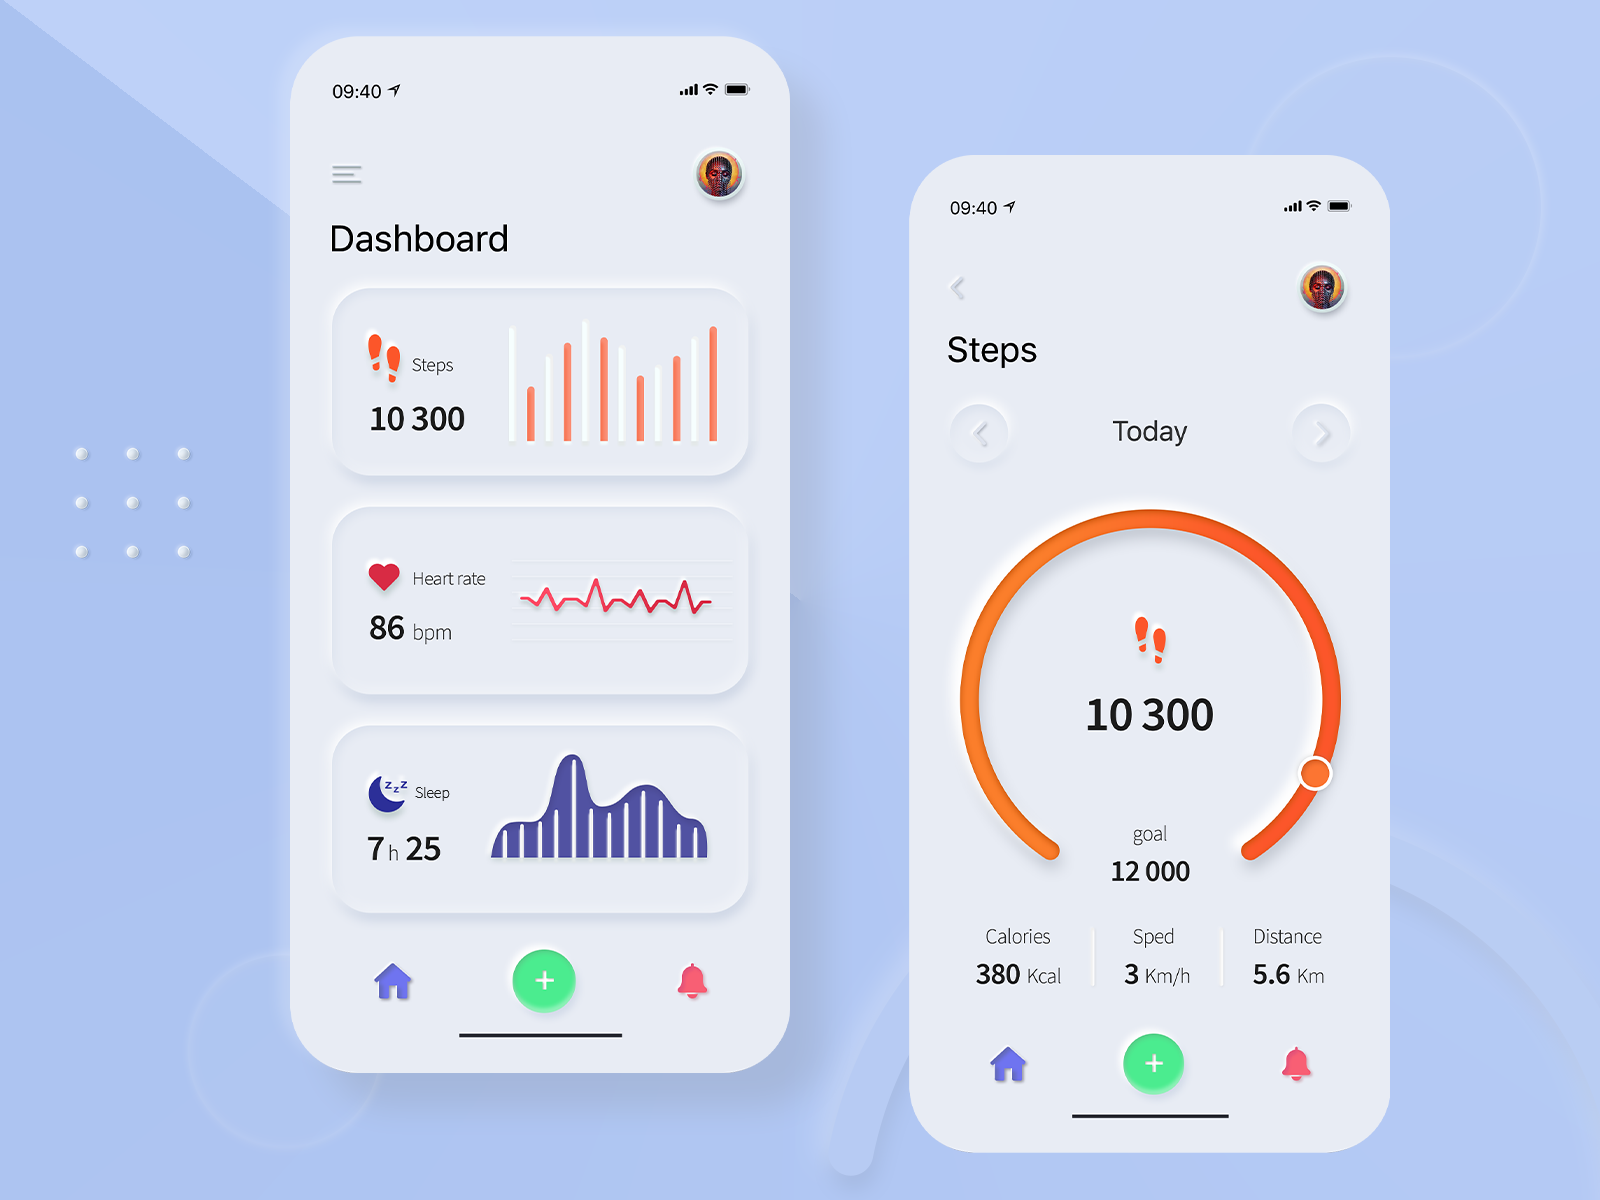 09:40
Dashboard
Steps
10 300
Heart rate
86 bpm
zzz
Sleep
7 h 25
09:40
Steps
Today
10 300
goal
12 000
Calories Sped Distance
380 Kcal 3 Km/h 5.6 Km